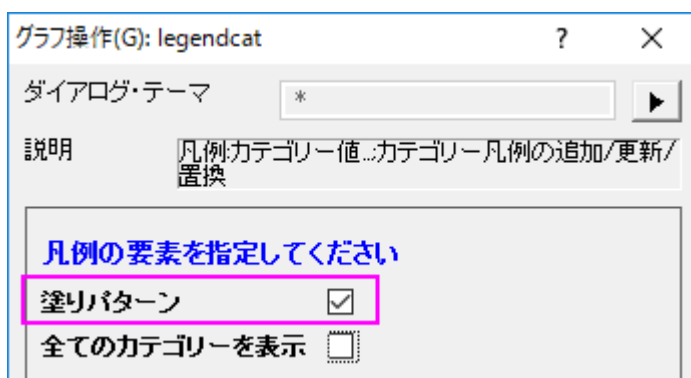 グラフ操作(G): legendcat ? ×
ダイアログ・テーマ *
説明 凡例:カテゴリー値...:カテゴリー凡例の追加/更新/
置換
凡例の要素を指定してください
塗りパターン
全てのカテゴリーを表示